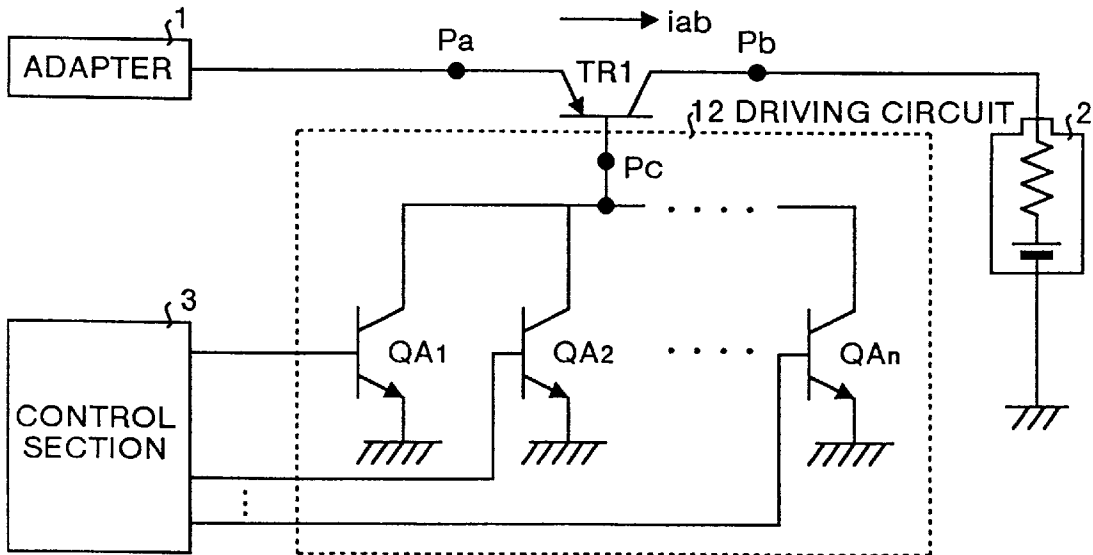 1
iab
ADAPTER
Pa
TR1
Pb
12 DRIVING CIRCUIT
2
Pc
. . . .
3
QA1
QA2
. . . .
QAn
CONTROL
SECTION